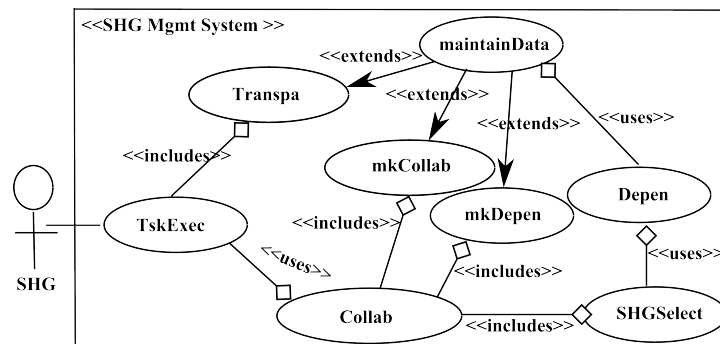 <<SHG Mgmt System >>
maintainData
<<extends>>
Transpa
<<extends>>
<<uses>>
<<extends>>
<<includes>>
mkCollab
Depen
mkDepen
TskExec
<<includes>>
<<uses>>
<<uses>>
<<includes>>
SHG
Collab
SHGSelect
<<includes>>